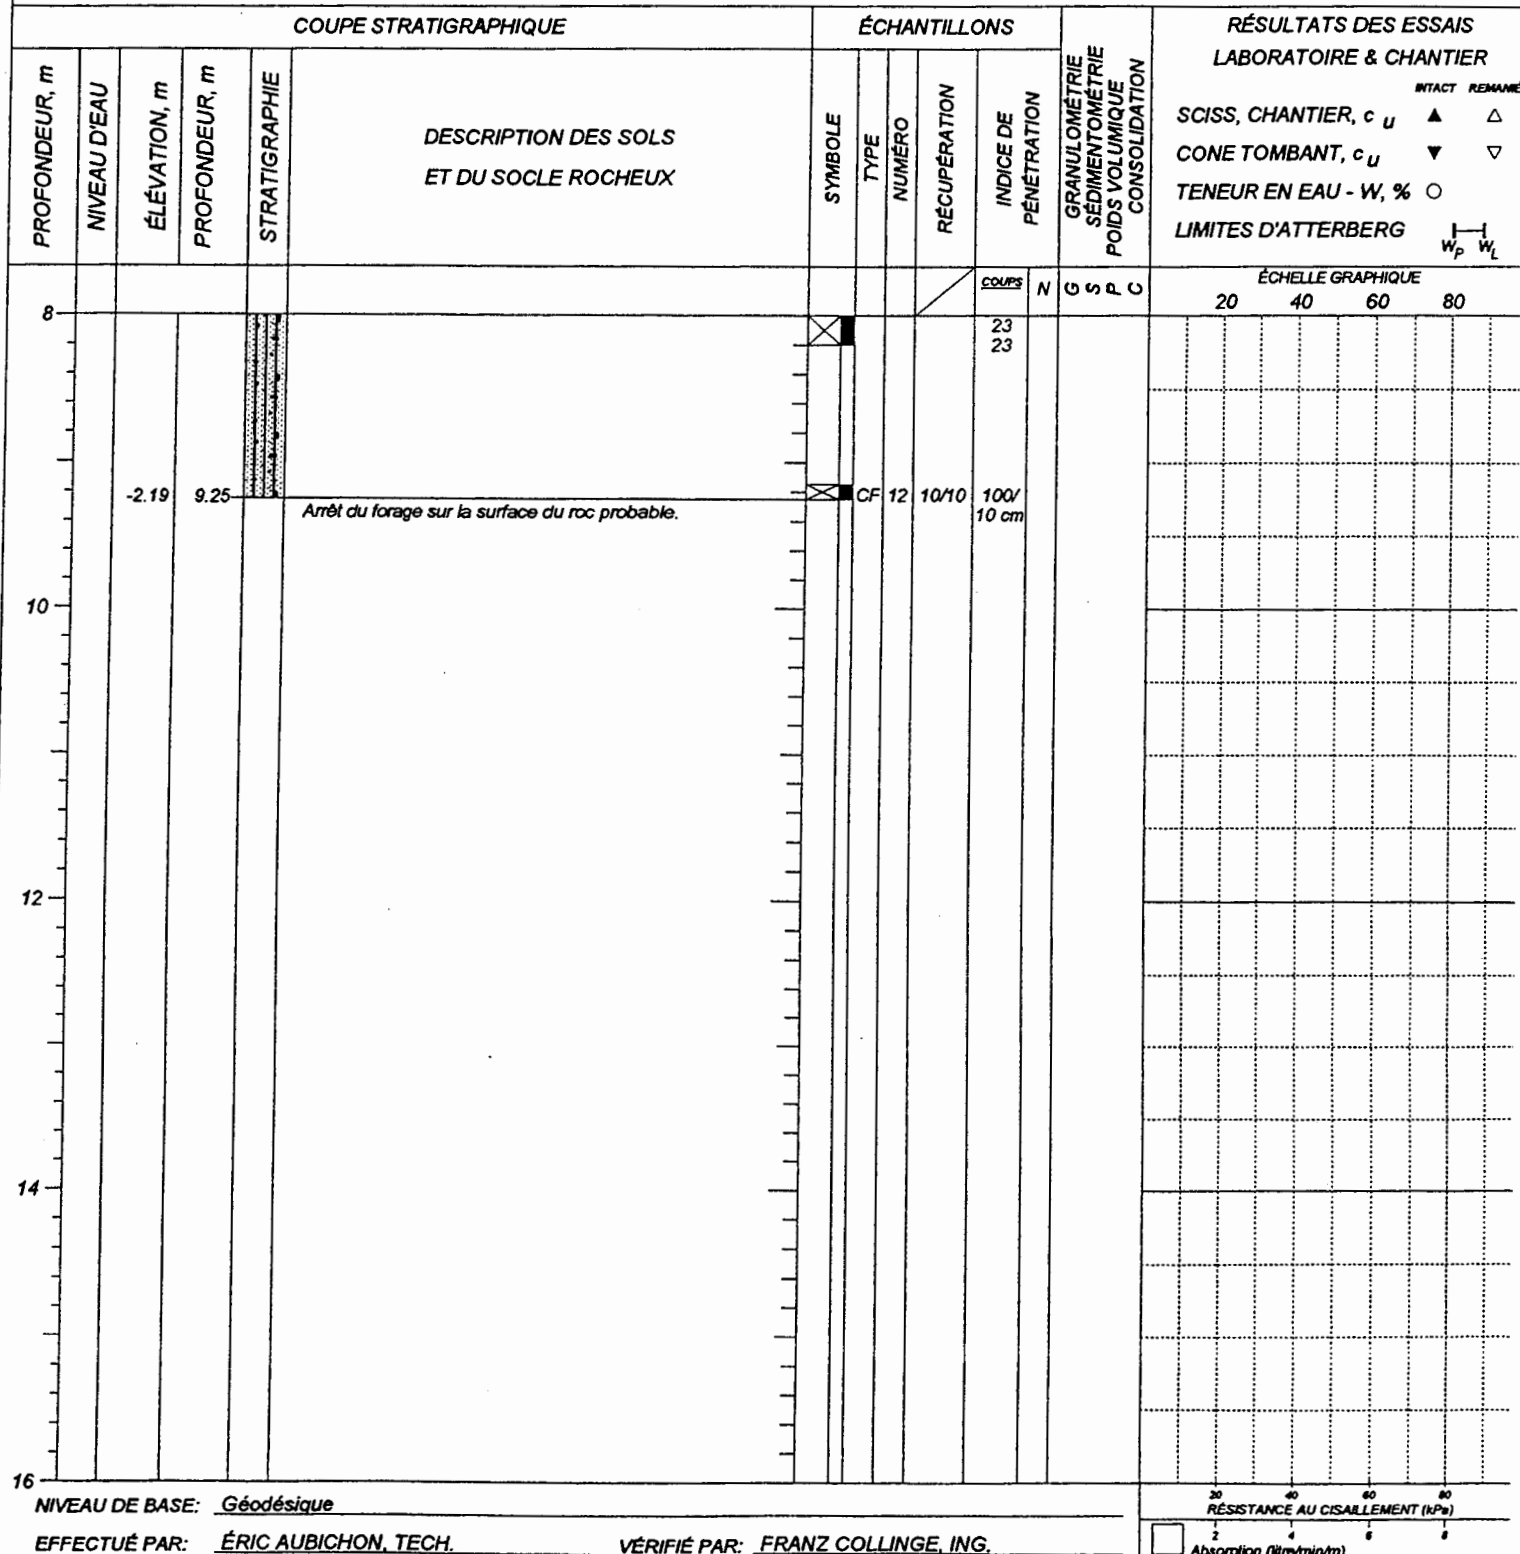 COUPE STRATIGRAPHIQUE
ÉCHANTILLONS
RÉSULTATS DES ESSAIS
LABORATOIRE & CHANTIER
PROFONDEUR, m
NIVEAU D'EAU
ÉLÉVATION, m
PROFONDEUR, m
STRATIGRAPHIE
DESCRIPTION DES SOLS
ET DU SOCLE ROCHEUX
SYMBOLE
TYPE
NUMÉRO
RÉCUPÉRATION
INDICE DE
PÉNÉTRATION
GRANULOMÉTRIE
SÉDIMENTOMÉTRIE
POIDS VOLUMIQUE
CONSOLIDATION
INTACT REMANIÉ
SCISS, CHANTIER, c u ▲ △
CONE TOMBANT, c u ▼ ▽
TENEUR EN EAU - W, % ○
LIMITES D'ATTERBERG
W P W L
COUPS N G S P C
ÉCHELLE GRAPHIQUE
20 40 60 80
8
23
23
-2.19 9.25 CF 12 10/10 100/
10 cm
Arrêt du forage sur la surface du roc probable.
10
12
14
16
20 40 60 80
RÉSISTANCE AU CISAILLEMENT (kPa)
2 4 6 8
Absorption (litre/min/m)
NIVEAU DE BASE: Géodésique
EFFECTUÉ PAR: ÉRIC AUBICHON, TECH. VÉRIFIÉ PAR: FRANZ COLLINGE, ING.